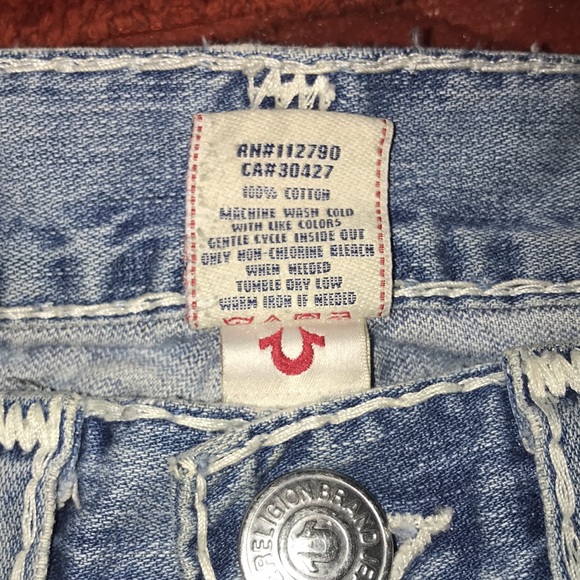 RN#112790
CA#30427
100% COTTON
MACHINE WASH COLD
WITH LIKE COLORS
GENTLE CYCLE INSIDE OUT
ONLY NON-CHLORINE BLEACH
WHEN NEEDED
TUMBLE DRY LOW
WARM IRON IF NEEDED
RELIGION BRAND JE